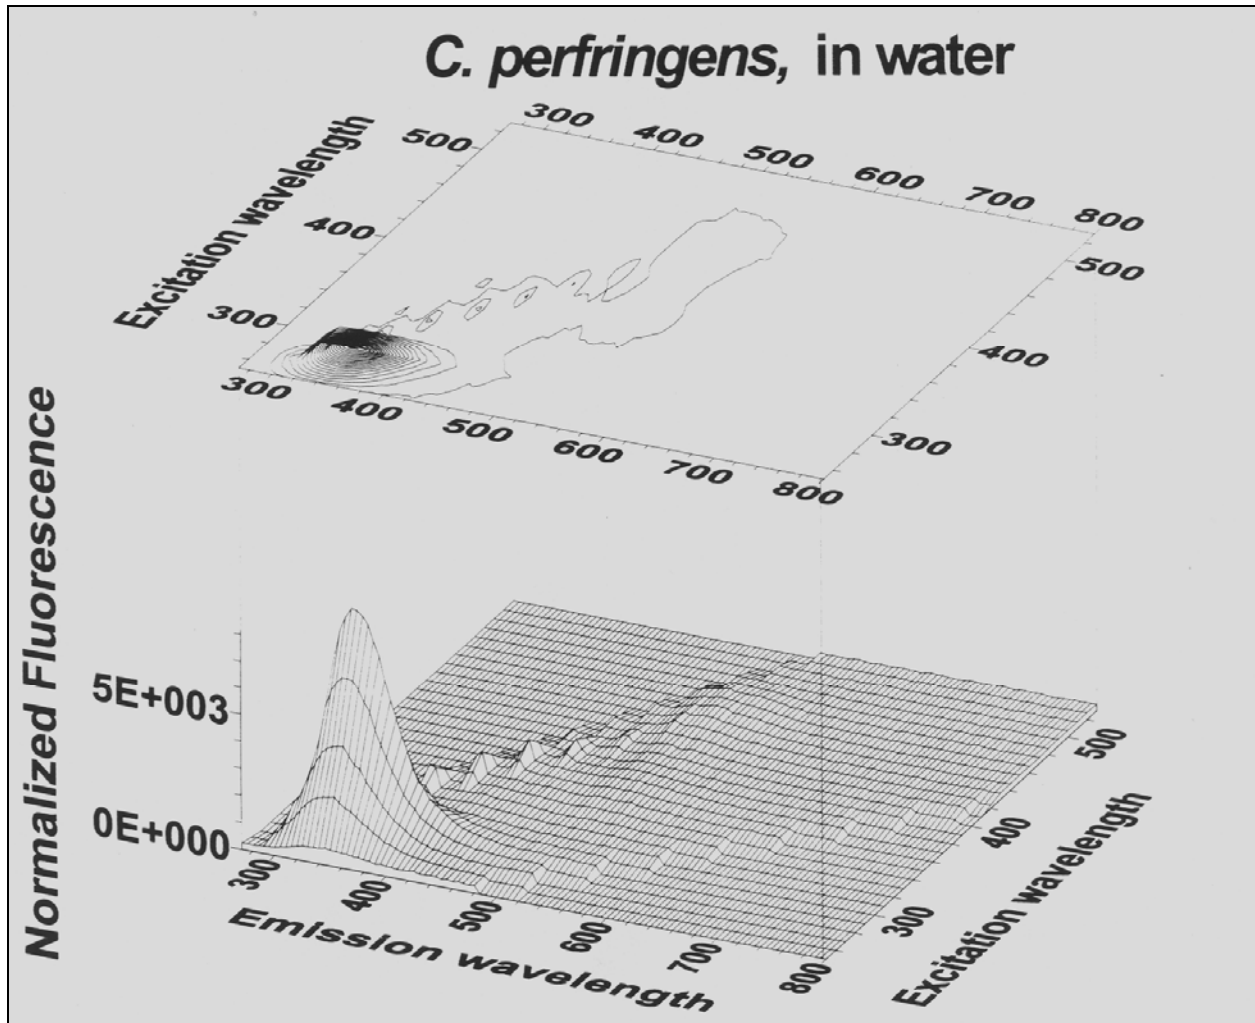 C. perfringens, in water
300 400 500 600 700 800
Excitation wavelength
500
400
300
500
400
300
300 400 500 600 700 800
Normalized Fluorescence
5E+003
0E+000
300 400 500 600 700 800
Emission wavelength
500
400
300
Excitation wavelength